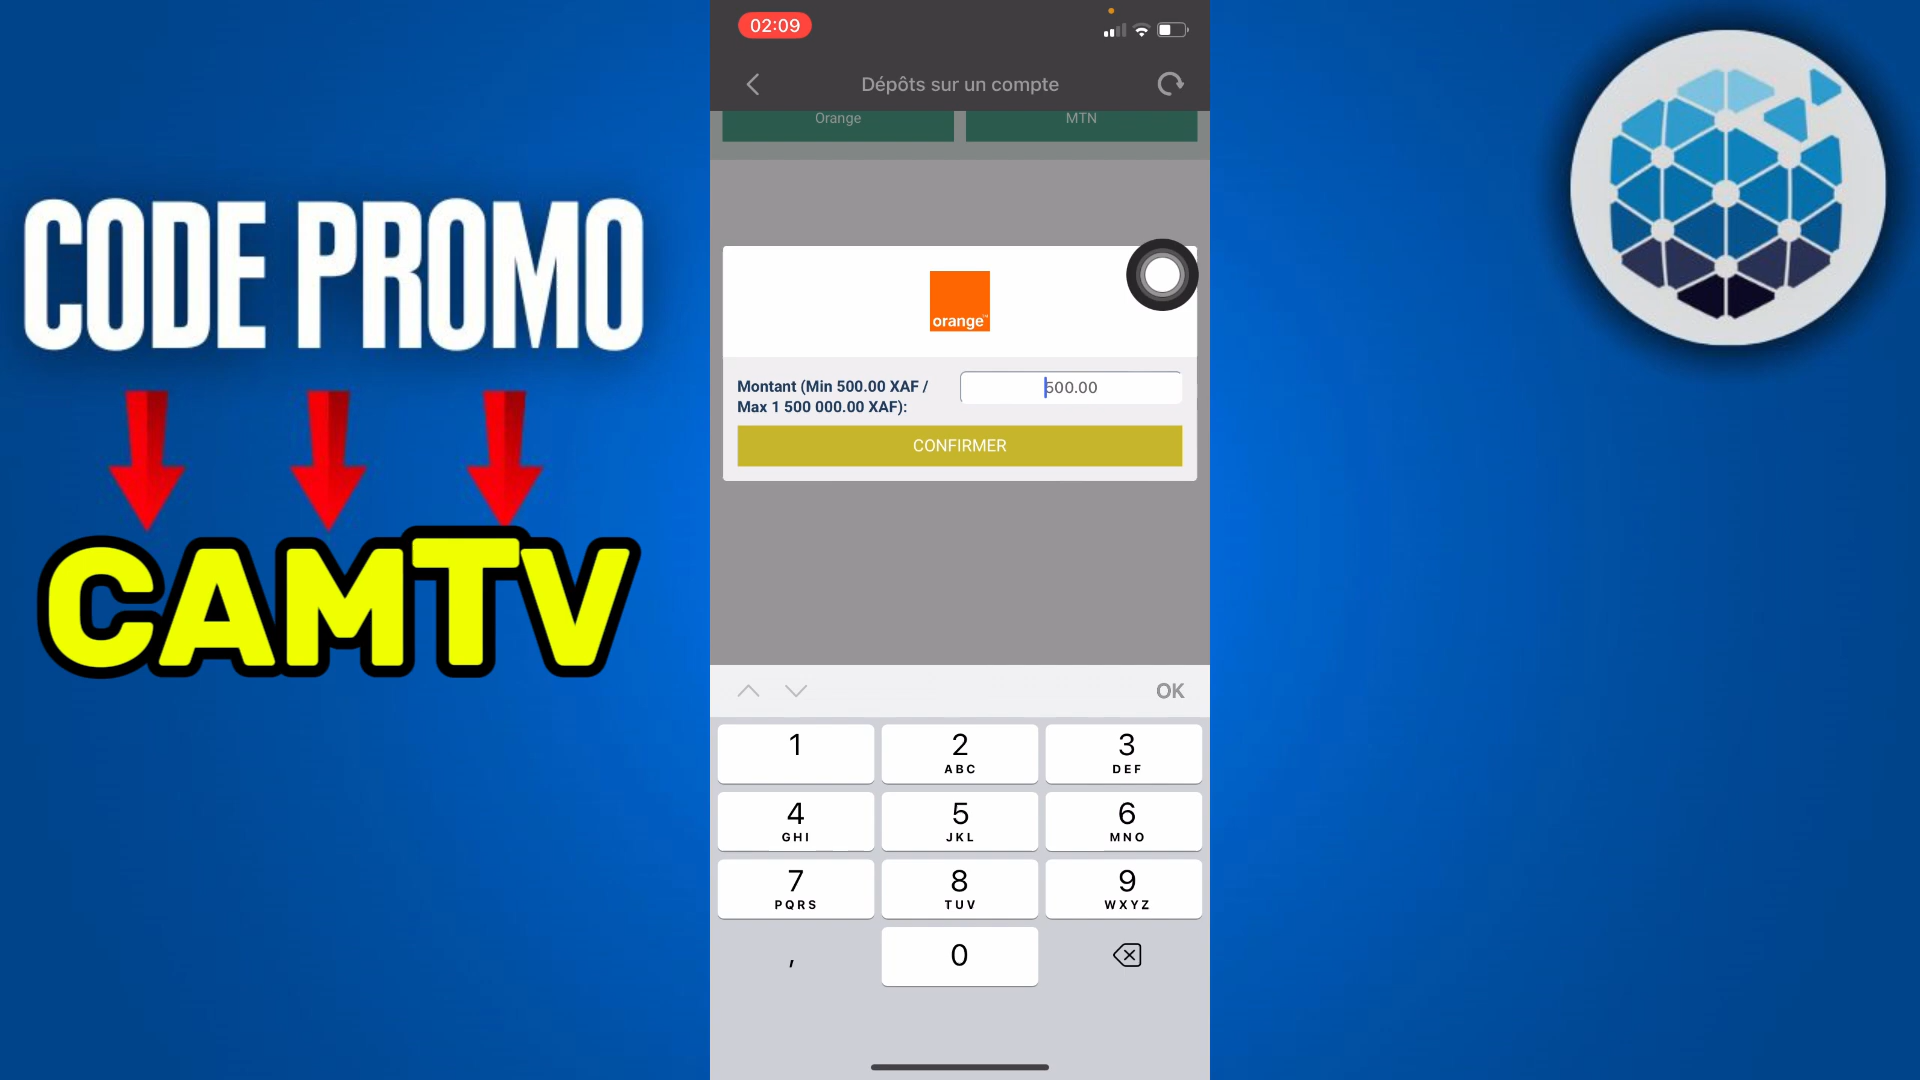 CODE PROMO
CAMTV
02:09
Dépôts sur un compte
Orange
MTN
orange™
Montant (Min 500.00 XAF /
Max 1 500 000.00 XAF):
500.00
CONFIRMER
OK
1
2
ABC
3
DEF
4
GHI
5
JKL
6
MNO
7
PQRS
8
TUV
9
WXYZ
,
0